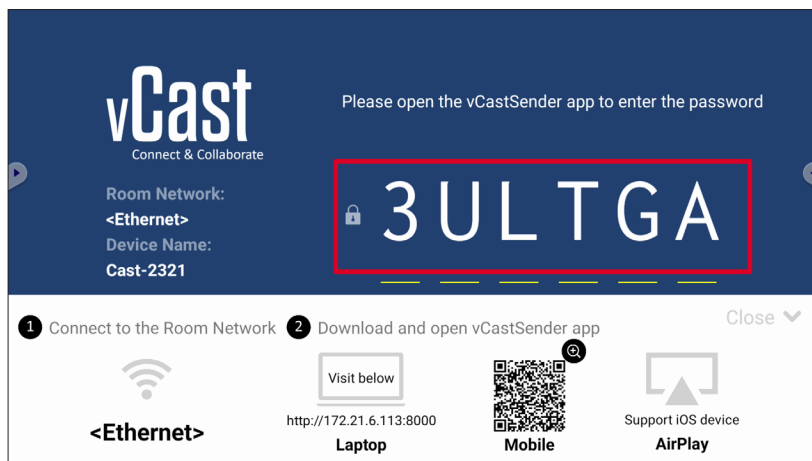 vCast
Connect & Collaborate
Please open the vCastSender app to enter the password
Room Network:
<Ethernet>
Device Name:
Cast-2321
3ULTGA
1 Connect to the Room Network
2 Download and open vCastSender app
Close
<Ethernet>
Visit below
http://172.21.6.113:8000
Laptop
Mobile
Support iOS device
AirPlay